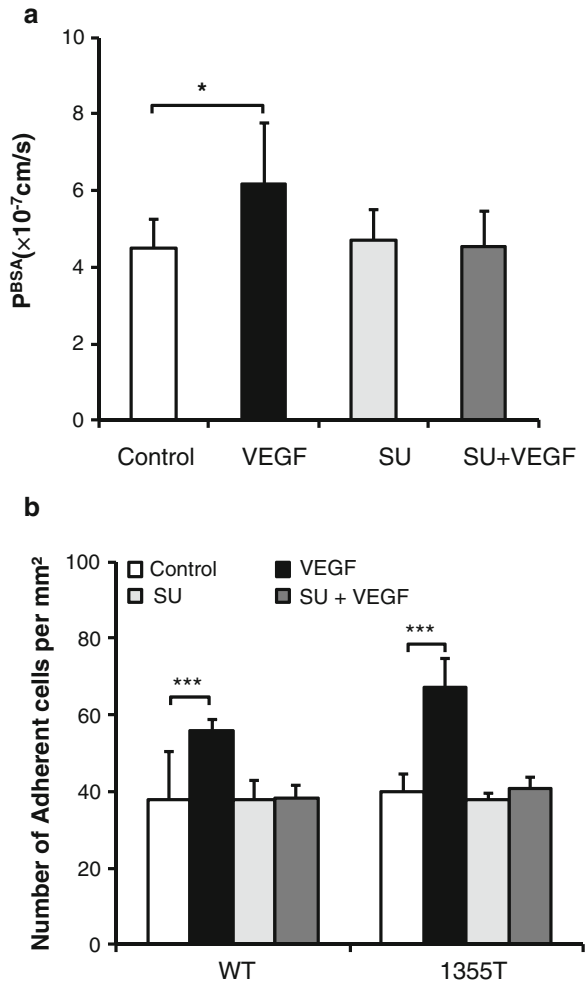 a
10
8
6
4
2
0
P^BSA(×10^-7cm/s)
*
Control VEGF SU SU+VEGF
b
100
80
60
40
20
0
Number of Adherent cells per mm²
Control VEGF
SU SU + VEGF
***
***
WT 1355T